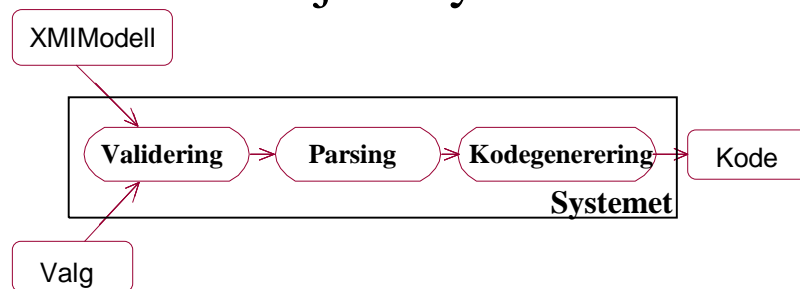 XMIModell
Validering
Parsing
Kodegenerering
Kode
Systemet
Valg